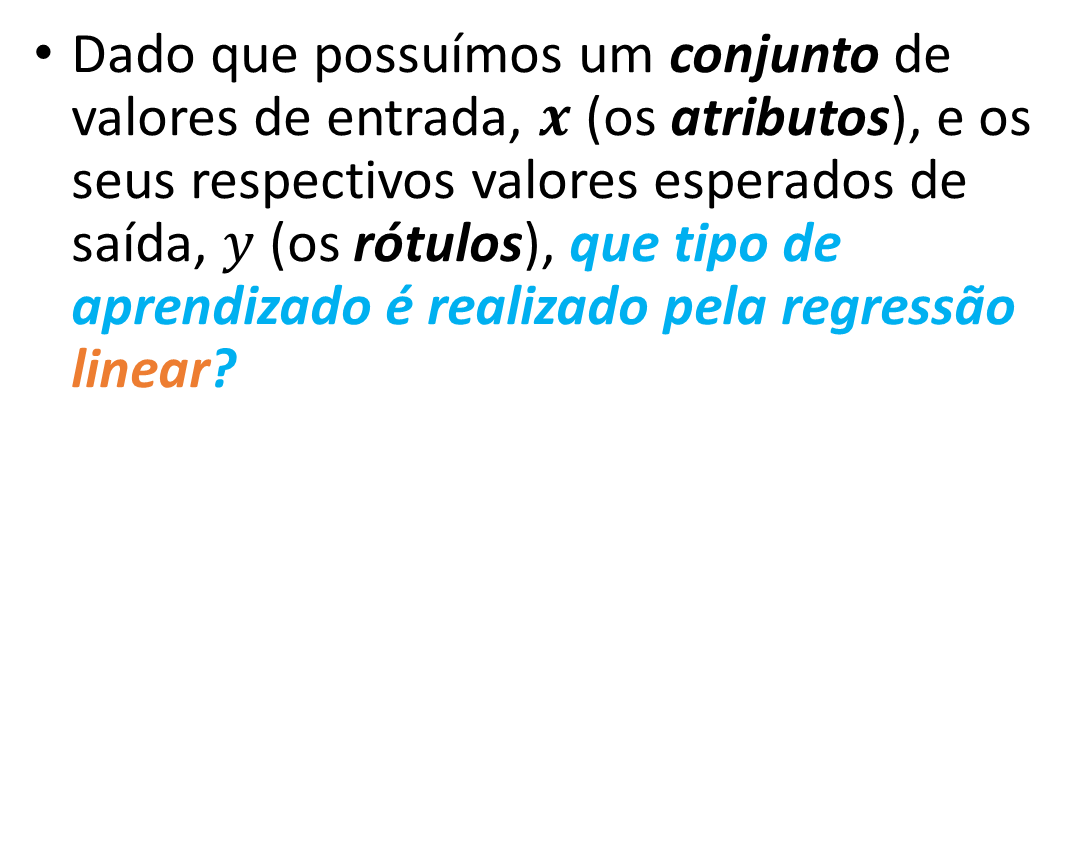 • Dado que possuímos um conjunto de
valores de entrada, x (os atributos), e os
seus respectivos valores esperados de
saída, y (os rótulos), que tipo de
aprendizado é realizado pela regressão
linear?